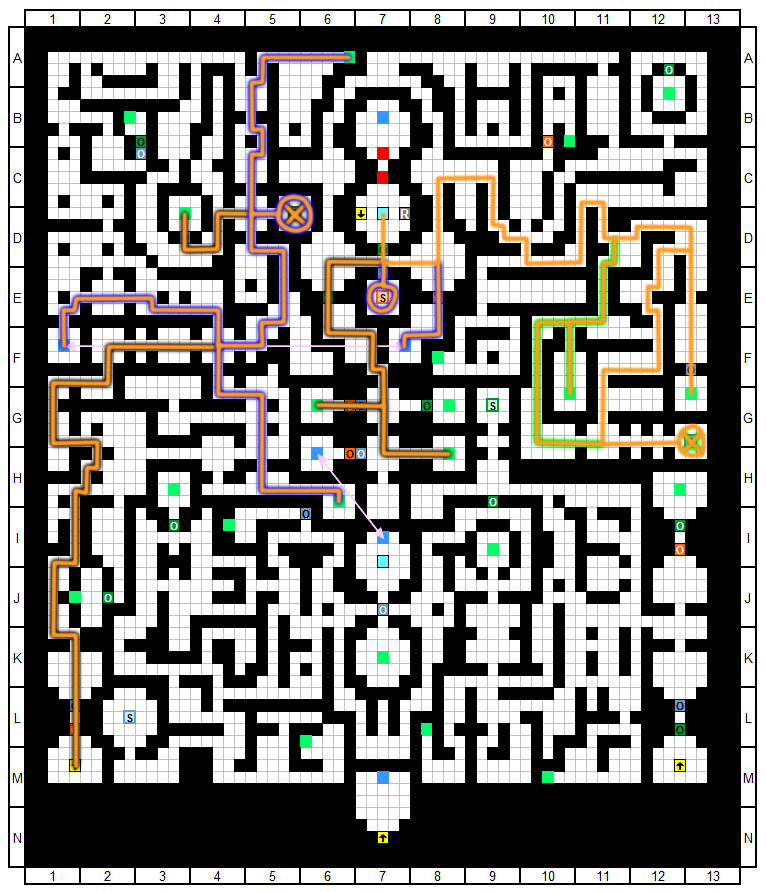 1 2 3 4 5 6 7 8 9 10 11 12 13
A A
O
B B
O O
O
C C
R
D D
E S E
F F
O
G O S G
O O
H H
O
O
I O O I
O
J O J
O
K K
L O L
S
O
M M
N N
1 2 3 4 5 6 7 8 9 10 11 12 13